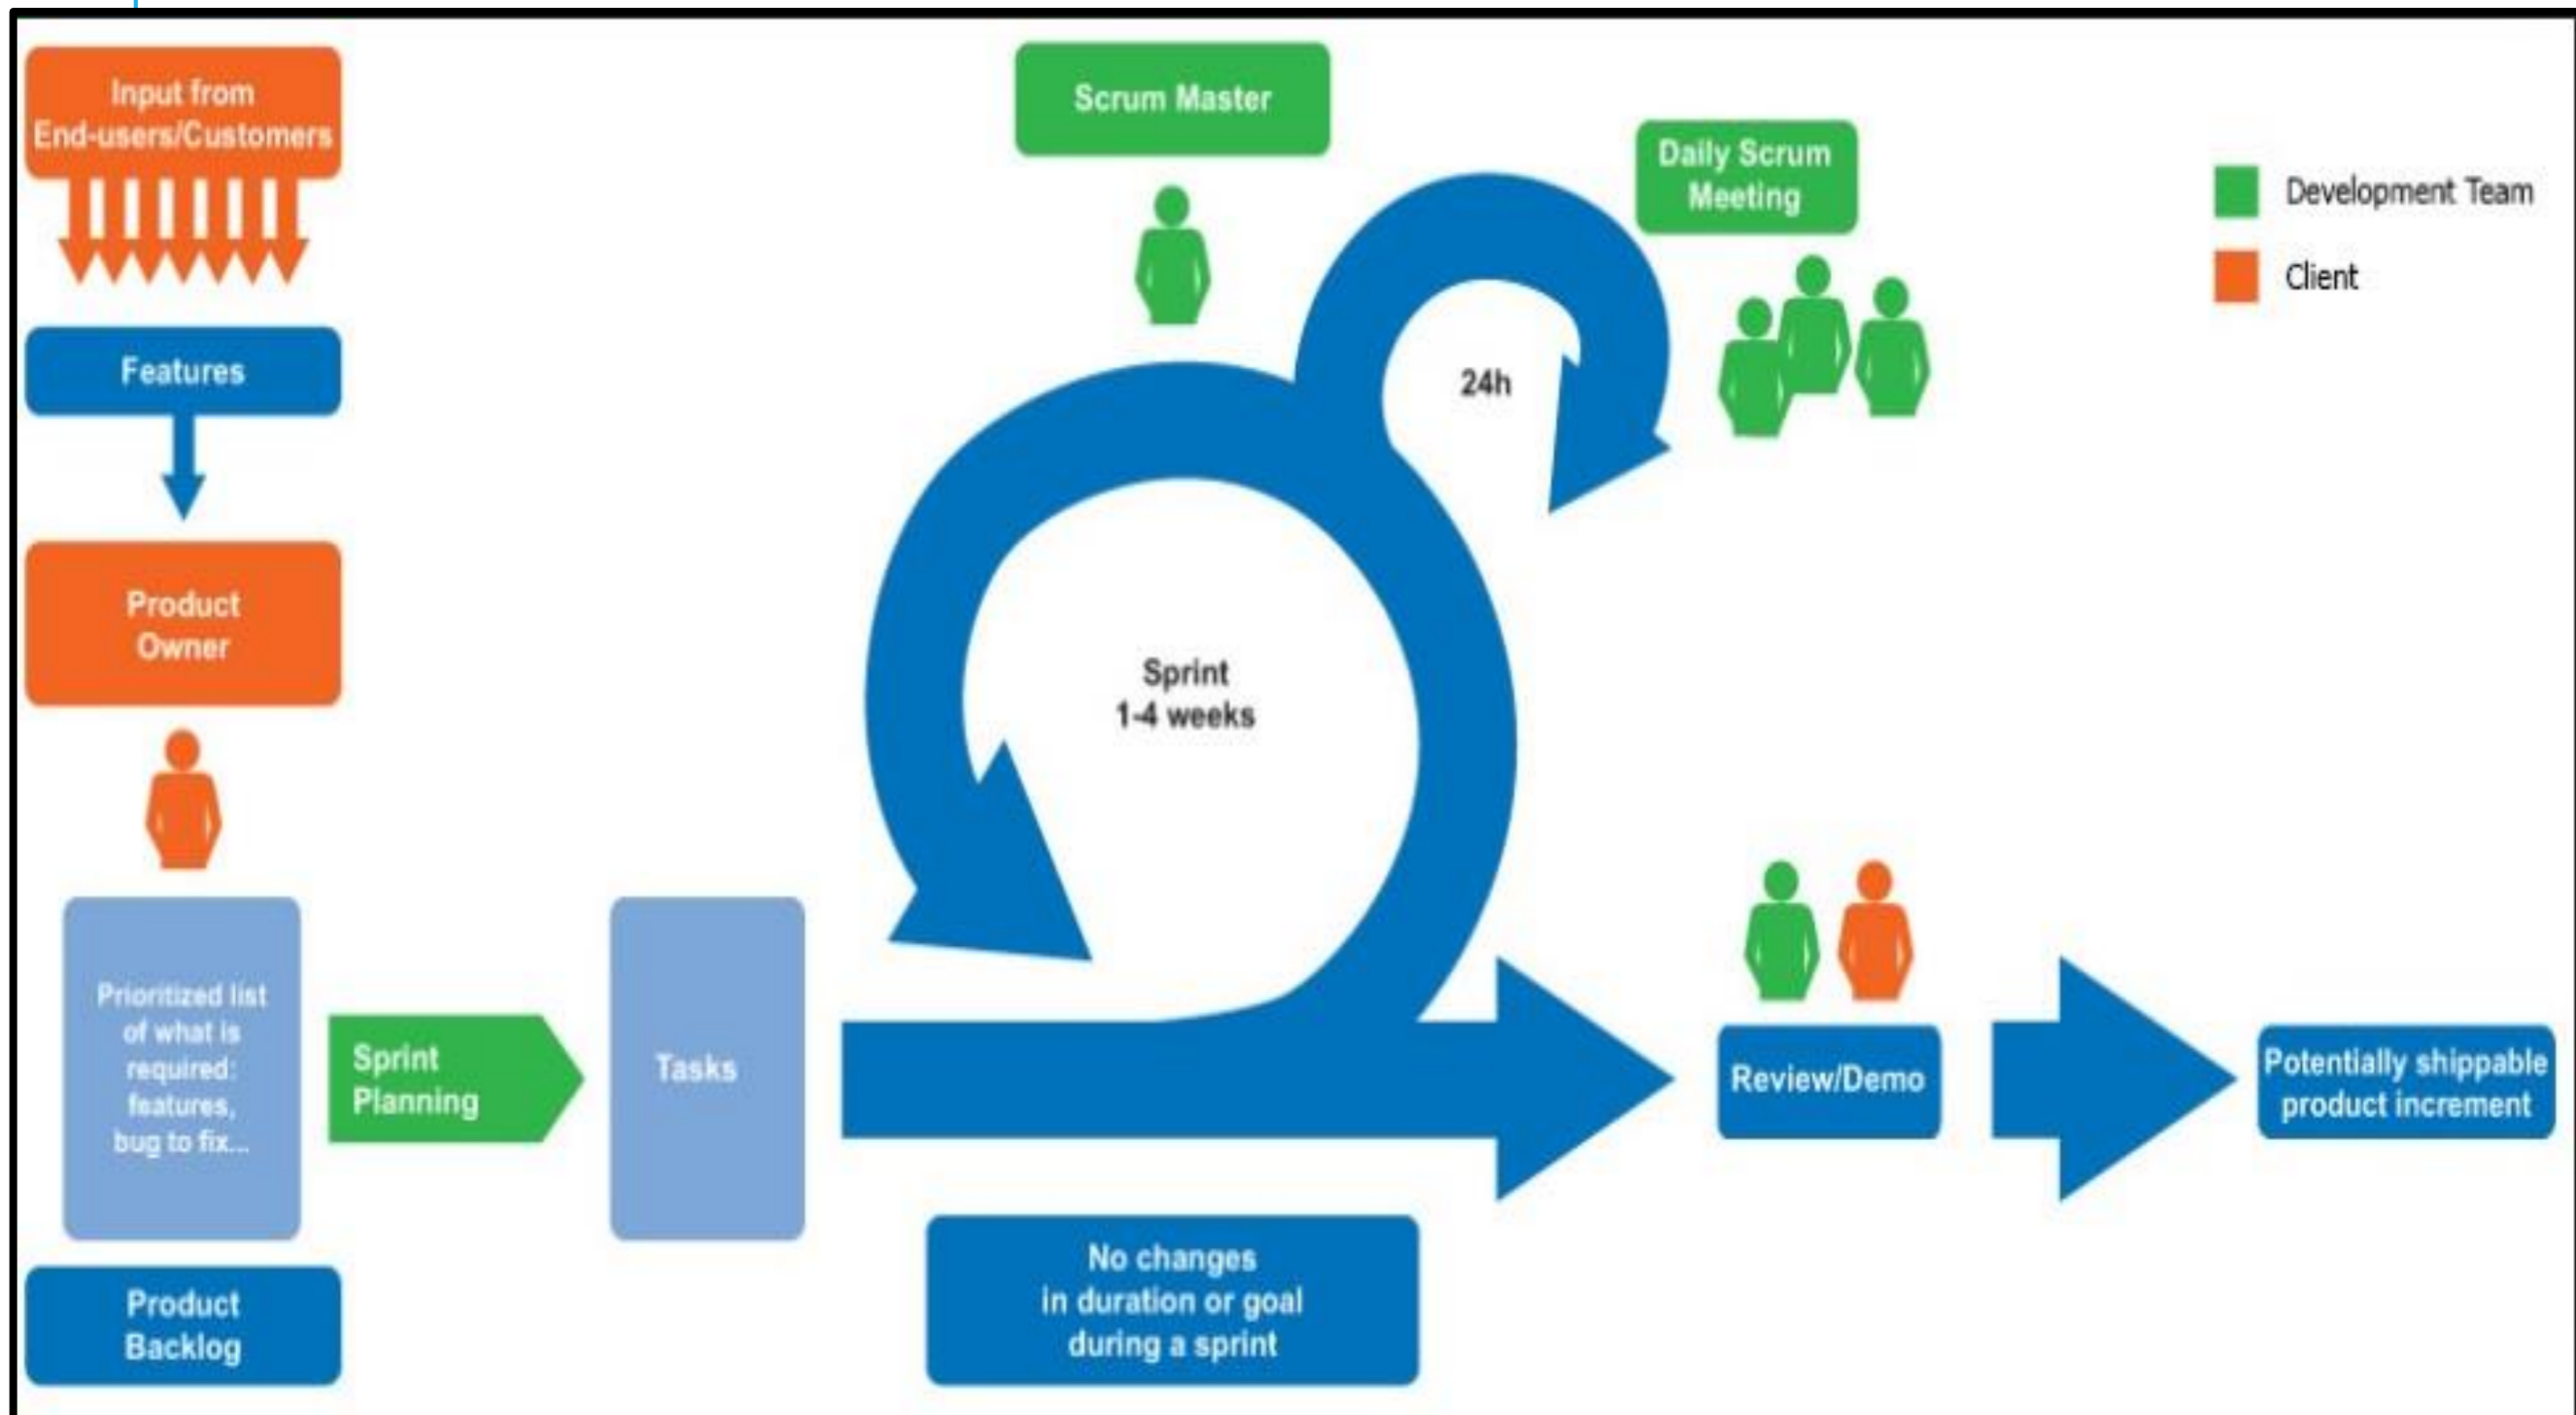 Input from
End-users/Customers
Features
Product
Owner
Prioritized list
of what is
required:
features,
bug to fix...
Product
Backlog
Sprint
Planning
Tasks
Scrum Master
Daily Scrum
Meeting
24h
Sprint
1-4 weeks
No changes
in duration or goal
during a sprint
Review/Demo
Potentially shippable
product increment
Development Team
Client